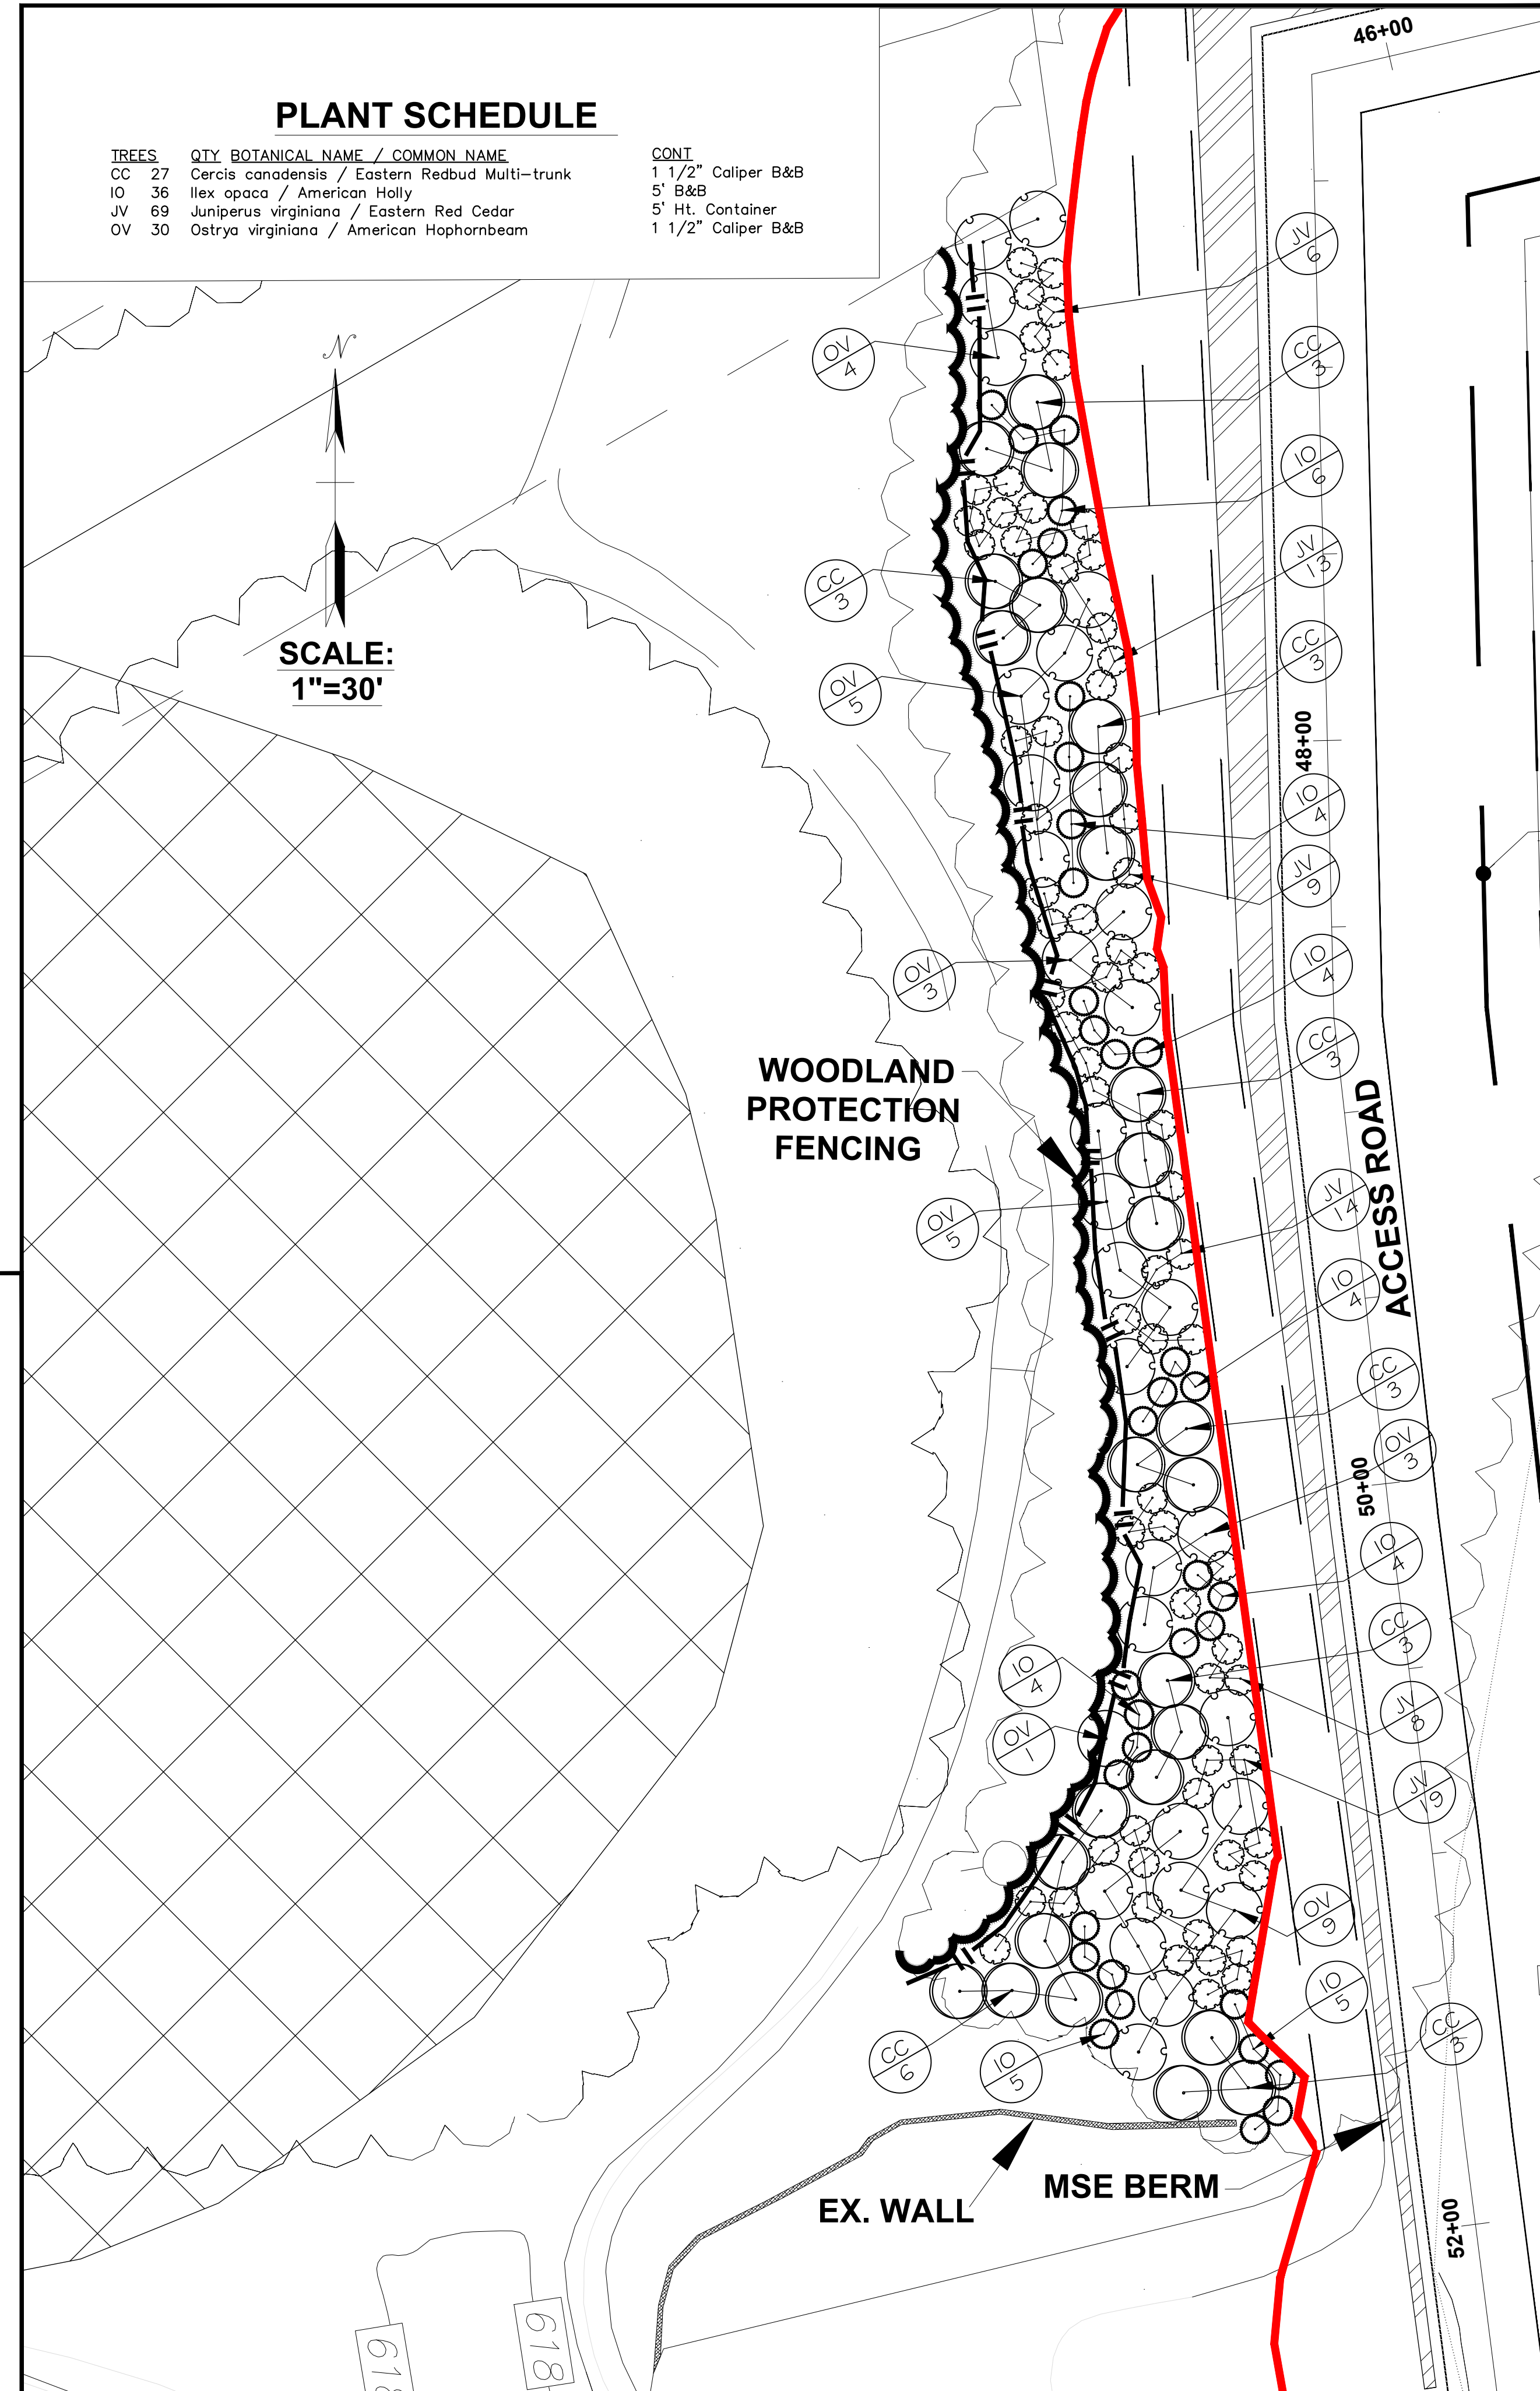 46+00
PLANT SCHEDULE
TREES QTY BOTANICAL NAME / COMMON NAME CONT
CC 27 Cercis canadensis / Eastern Redbud Multi-trunk 1 1/2" Caliper B&B
IO 36 Ilex opaca / American Holly 5' B&B
JV 69 Juniperus virginiana / Eastern Red Cedar 5' Ht. Container
OV 30 Ostrya virginiana / American Hophornbeam 1 1/2" Caliper B&B
N
SCALE:
1"=30'
JV
6
OV
4
CC
3
IO
6
JV
13
CC
3
CC
3
OV
5
48+00
IO
4
JV
9
OV
3
IO
4
CC
3
WOODLAND
PROTECTION
FENCING
ACCESS ROAD
JV
14
OV
5
IO
4
CC
3
OV
3
50+00
IO
4
CC
3
IO
4
JV
8
OV
1
JV
19
OV
9
IO
5
CC
3
CC
6
IO
5
MSE BERM
EX. WALL
52+00
618